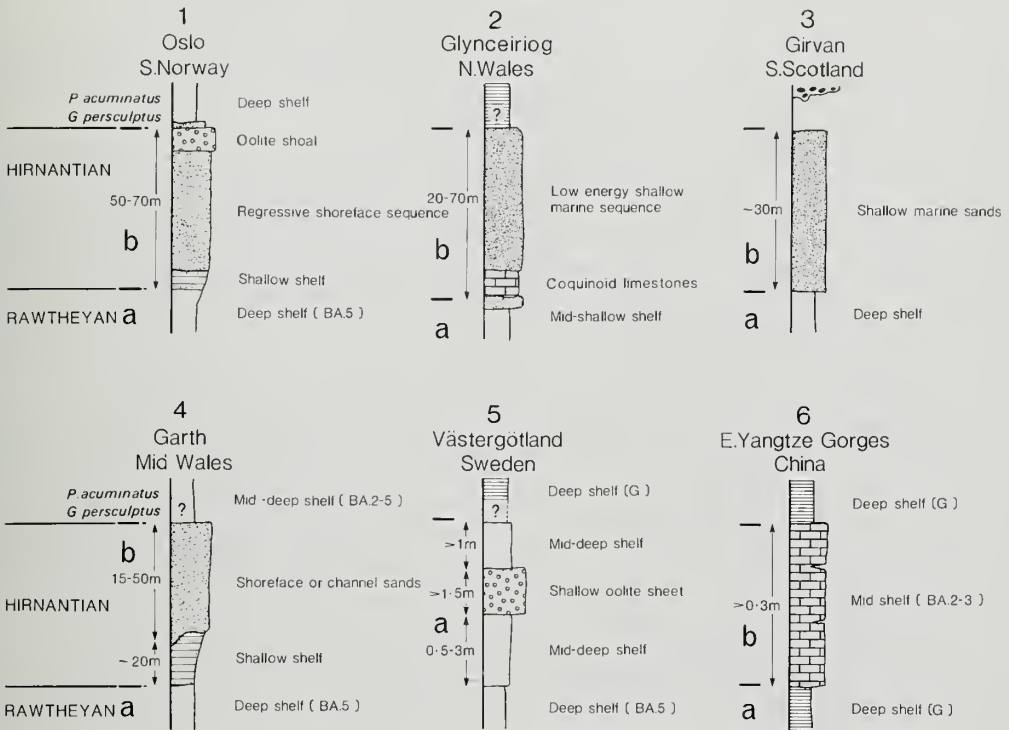 1
Oslo
S.Norway
P. acuminatus
G persculptus
Deep shelf
Oolite shoal
HIRNANTIAN
50-70m
Regressive shoreface sequence
b
Shallow shelf
RAWTHEYAN a
Deep shelf ( BA.5 )
2
Glynceiriog
N.Wales
?
20-70m
Low energy shallow
marine sequence
b
Coquinoid limestones
a
Mid-shallow shelf
3
Girvan
S.Scotland
~30m
Shallow marine sands
b
a
Deep shelf
4
Garth
Mid Wales
P. acuminatus
G persculptus
?
Mid-deep shelf ( BA.2-5 )
b
15-50m
Shoreface or channel sands
HIRNANTIAN
~20m
Shallow shelf
RAWTHEYAN a
Deep shelf ( BA.5 )
5
Västergötland
Sweden
Deep shelf (G )
?
>1m
Mid-deep shelf
>1·5m
Shallow oolite sheet
a
0·5-3m
Mid-deep shelf
Deep shelf ( BA.5 )
6
E.Yangtze Gorges
China
Deep shelf (G )
>0·3m
Mid shelf ( BA.2-3 )
b
a
Deep shelf (G )